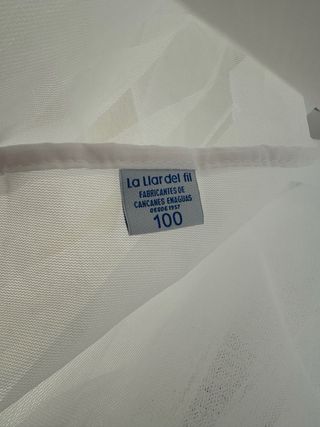 La Llar del fil
FABRICANTES DE
CANCANES ENAGUAS
DESDE 1957
100